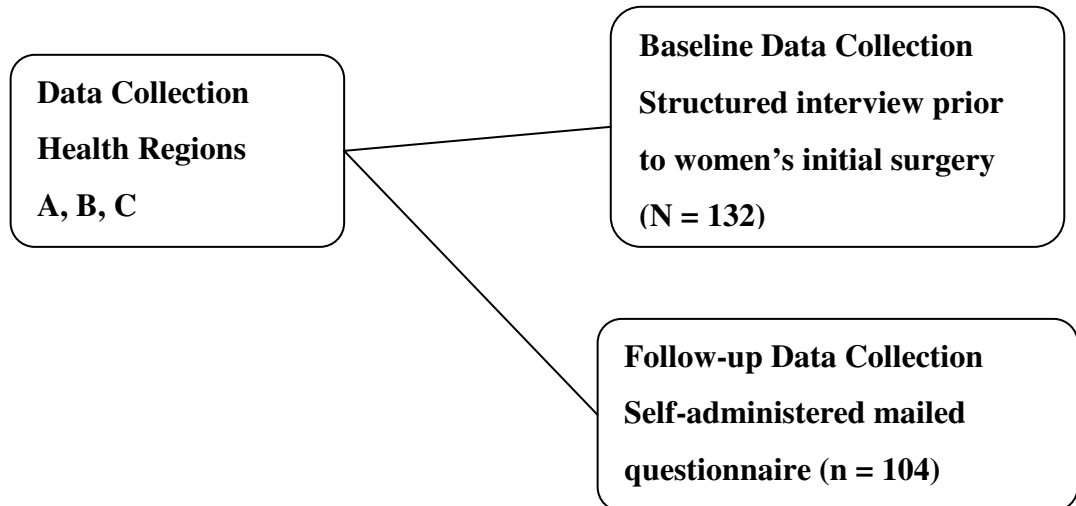 Data Collection
Health Regions
A, B, C
Baseline Data Collection
Structured interview prior
to women’s initial surgery
(N = 132)
Follow-up Data Collection
Self-administered mailed
questionnaire (n = 104)